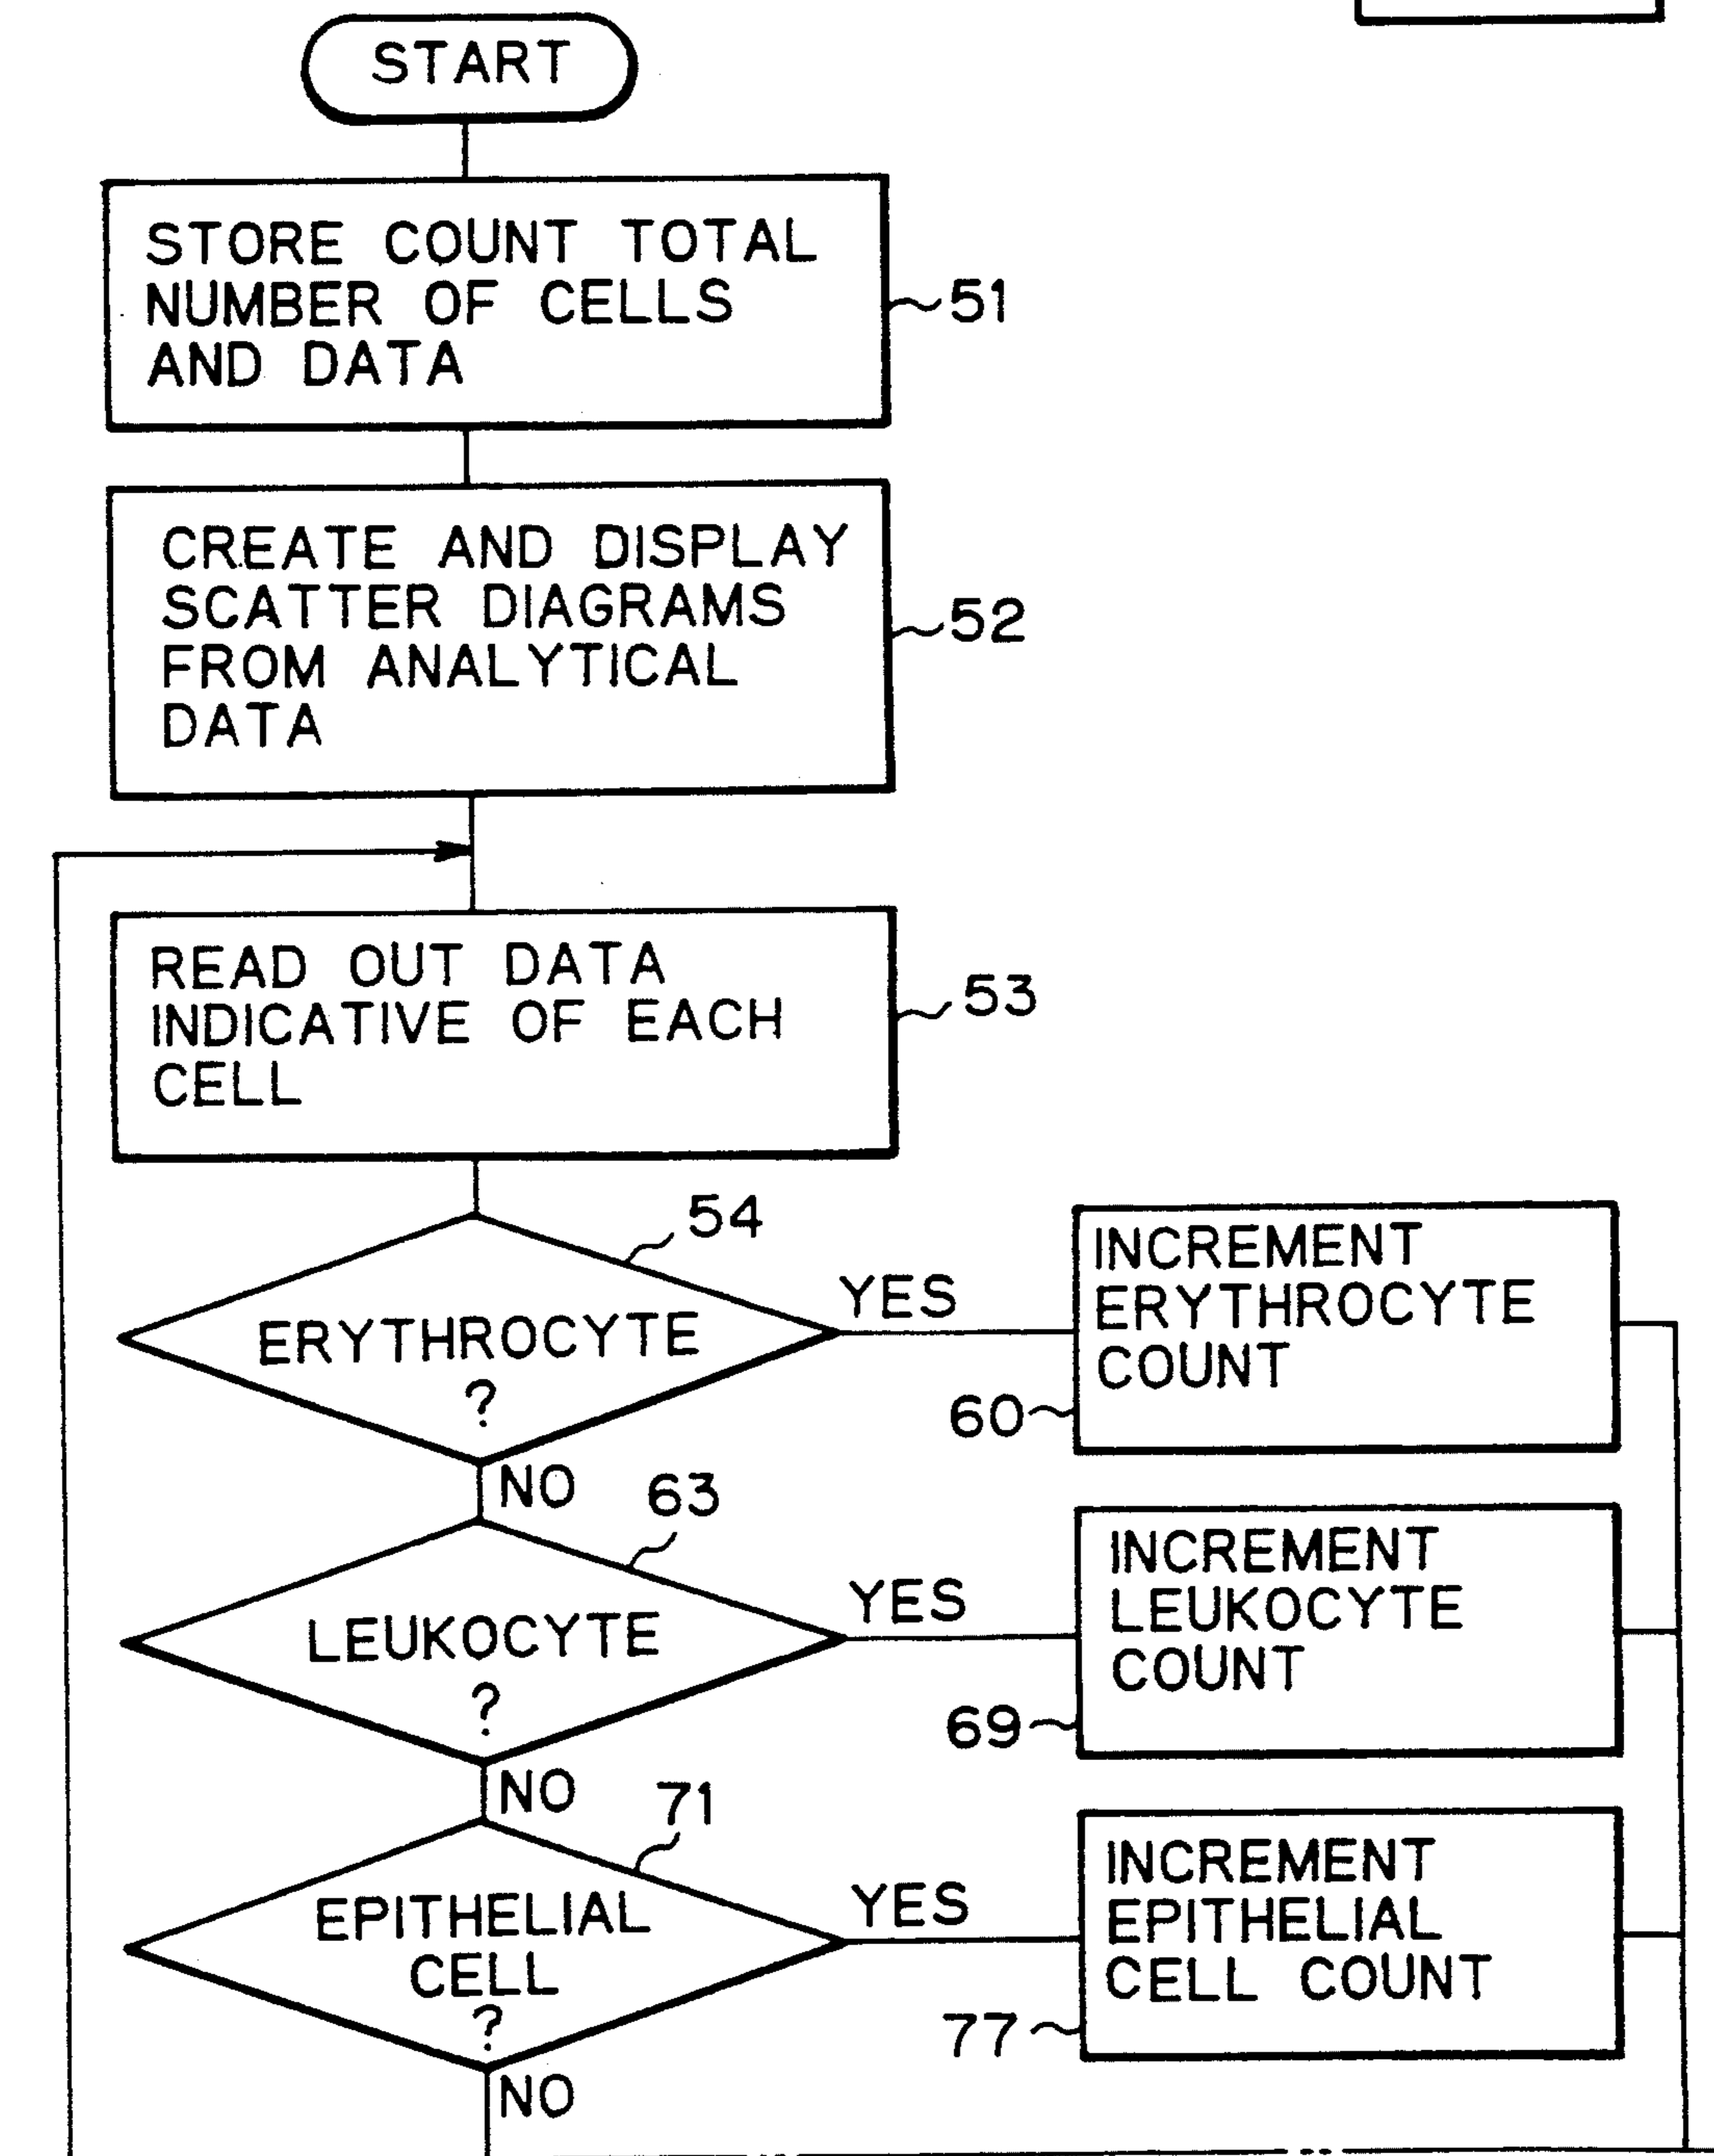 START
STORE COUNT TOTAL
NUMBER OF CELLS
AND DATA
51
CREATE AND DISPLAY
SCATTER DIAGRAMS
FROM ANALYTICAL
DATA
52
READ OUT DATA
INDICATIVE OF EACH
CELL
53
54
ERYTHROCYTE
?
YES
INCREMENT
ERYTHROCYTE
COUNT
60
NO
63
LEUKOCYTE
?
YES
INCREMENT
LEUKOCYTE
COUNT
69
NO
71
EPITHELIAL
CELL
?
YES
INCREMENT
EPITHELIAL
CELL COUNT
77
NO